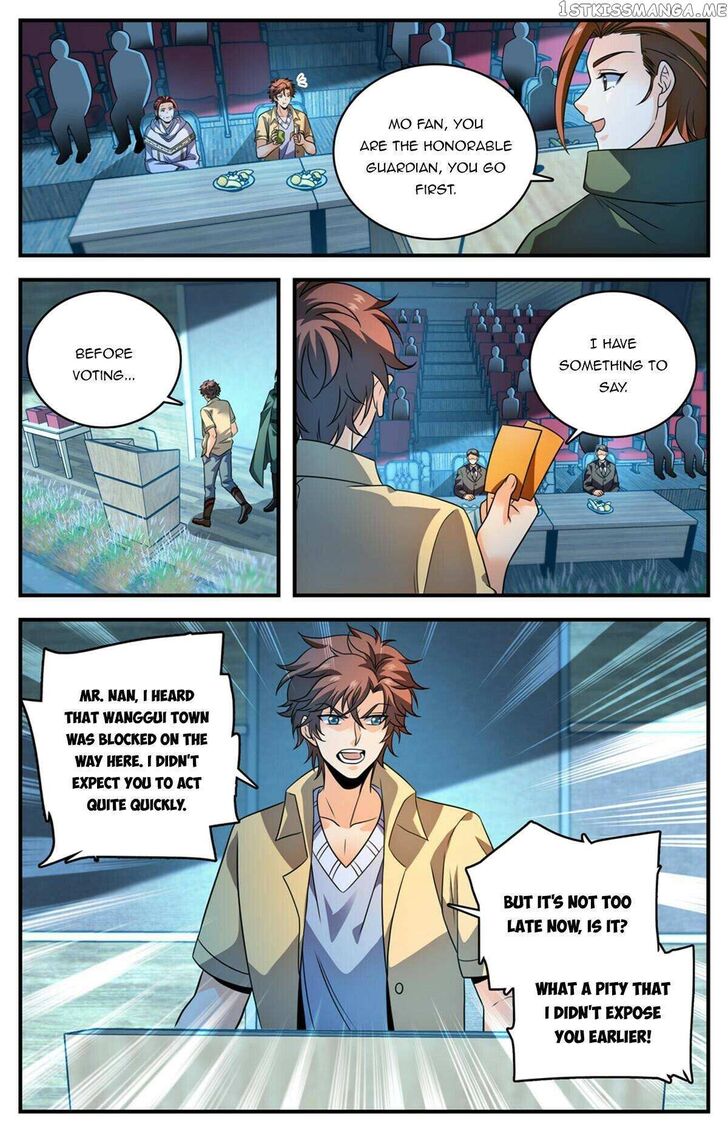 1STKISSMANGA.ME
MO FAN, YOU
ARE THE HONORABLE
GUARDIAN, YOU GO
FIRST.
BEFORE
VOTING...
I HAVE
SOMETHING TO
SAY.
MR. NAN, I HEARD
THAT WANGGUI TOWN
WAS BLOCKED ON THE
WAY HERE. I DIDN'T
EXPECT YOU TO ACT
QUITE QUICKLY.
BUT IT'S NOT TOO
LATE NOW, IS IT?
WHAT A PITY THAT
I DIDN'T EXPOSE
YOU EARLIER!